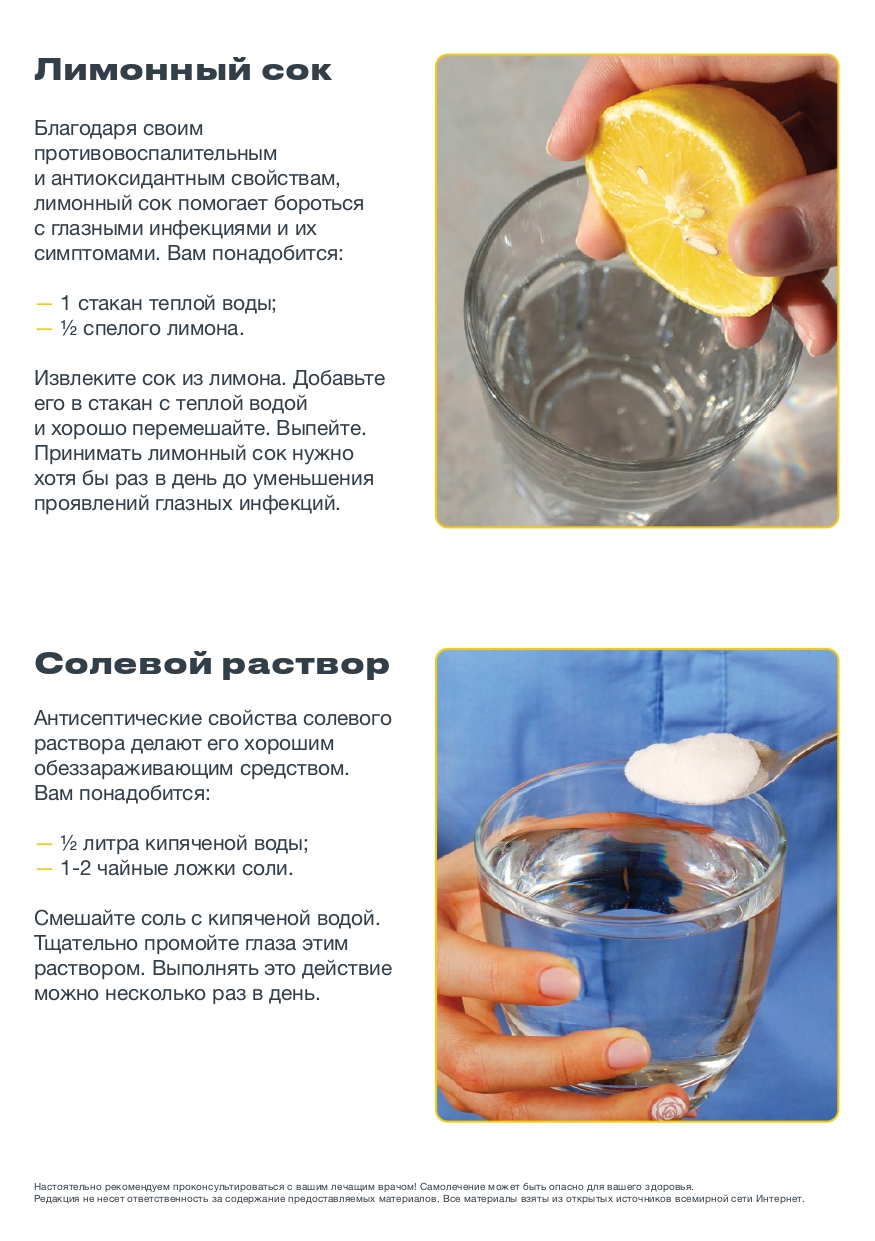 Лимонный сок
Благодаря своим
противовоспалительным
и антиоксидантным свойствам,
лимонный сок помогает бороться
с глазными инфекциями и их
симптомами. Вам понадобится:
— 1 стакан теплой воды;
— ½ спелого лимона.
Извлеките сок из лимона. Добавьте
его в стакан с теплой водой
и хорошо перемешайте. Выпейте.
Принимать лимонный сок нужно
хотя бы раз в день до уменьшения
проявлений глазных инфекций.
Солевой раствор
Антисептические свойства солевого
раствора делают его хорошим
обеззараживающим средством.
Вам понадобится:
— ½ литра кипяченой воды;
— 1-2 чайные ложки соли.
Смешайте соль с кипяченой водой.
Тщательно промойте глаза этим
раствором. Выполнять это действие
можно несколько раз в день.
Настоятельно рекомендуем проконсультироваться с вашим лечащим врачом! Самолечение может быть опасно для вашего здоровья.
Редакция не несет ответственность за содержание предоставляемых материалов. Все материалы взяты из открытых источников всемирной сети Интернет.